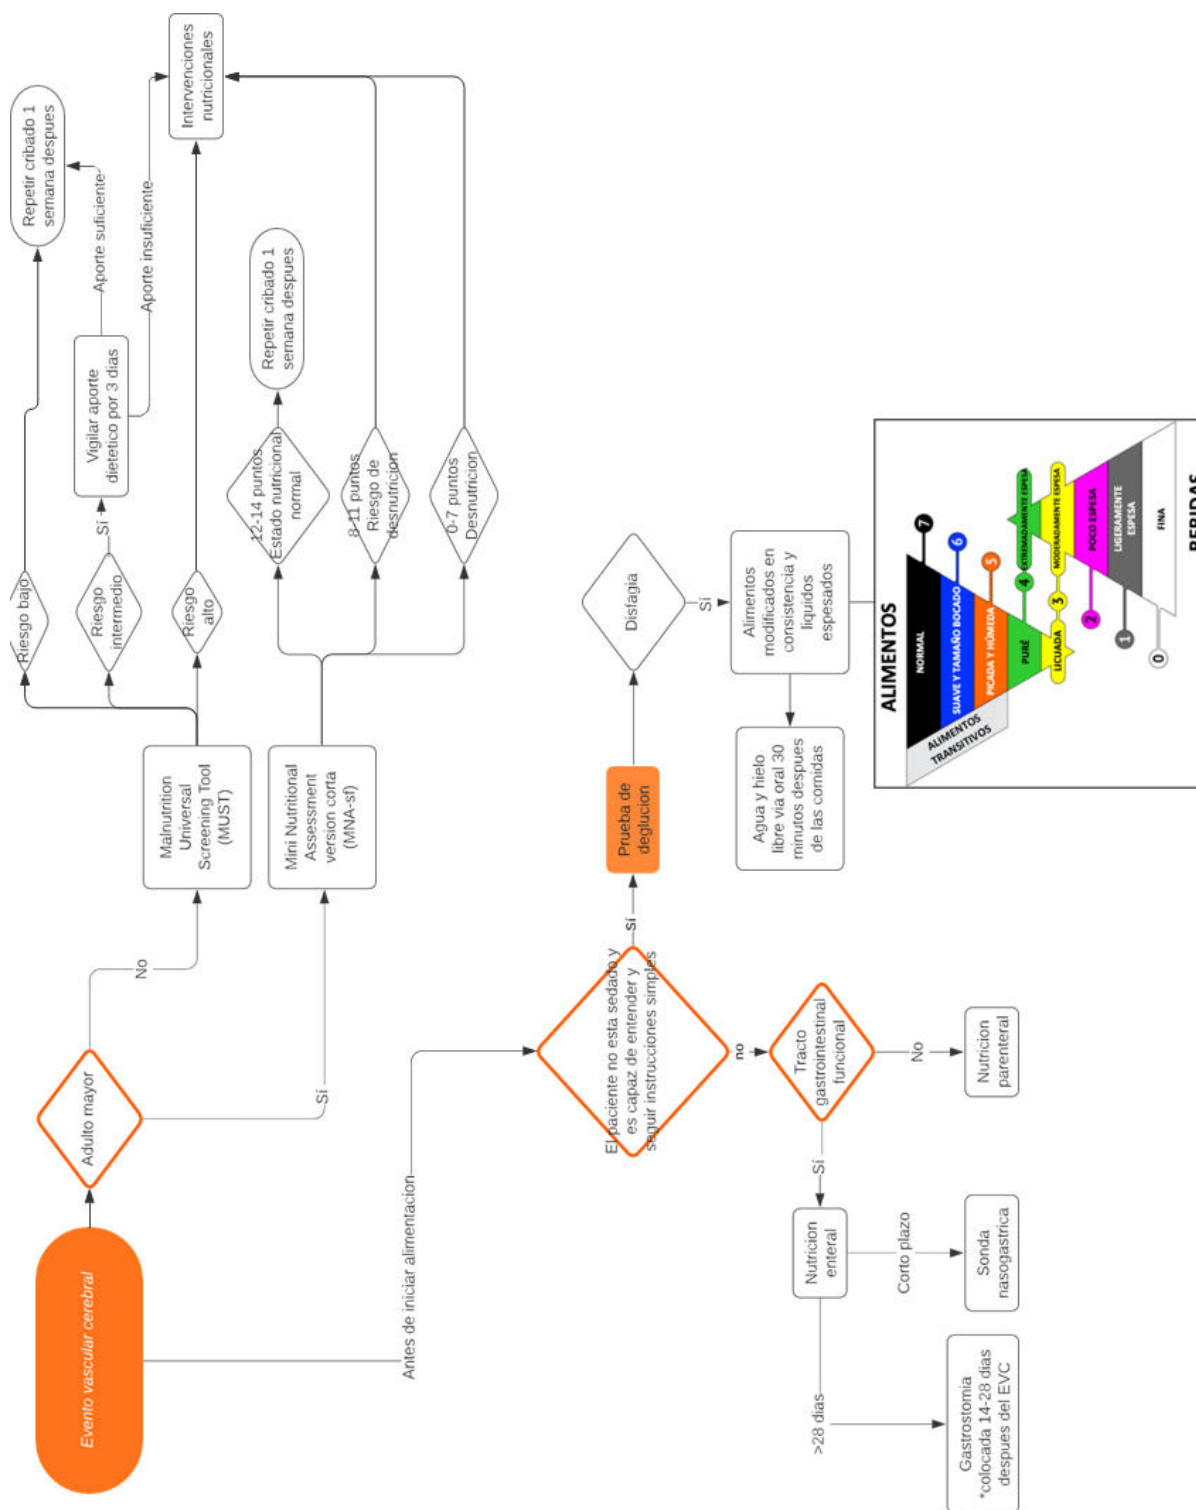 Evento vascular cerebral
Adulto mayor
No
Sí
Malnutrition
Universal
Screening Tool
(MUST)
Mini Nutritional
Assessment
version corta
(MNA-sf)
Riesgo bajo
Riesgo
intermedio
Riesgo
alto
Sí
Vigilar aporte
dietetico por 3 dias
Aporte suficiente
Aporte insuficiente
Repetir cribado 1
semana despues
Intervenciones
nutricionales
12-14 puntos
Estado nutricional
normal
8-11 puntos
Riesgo de
desnutricion
0-7 puntos
Desnutricion
Repetir cribado 1
semana despues
Antes de iniciar alimentacion
El paciente no esta sedado y
es capaz de entender y
seguir instrucciones simples
Sí
no
Prueba de
deglucion
Disfagia
Sí
Alimentos
modificados en
consistencia y
liquidos
espesados
Agua y hielo
libre vía oral 30
minutos despues
de las comidas
Tracto
gastrointestinal
funcional
No
Sí
Nutricion
parenteral
Nutricion
enteral
Corto plazo
>28 dias
Sonda
nasogastrica
Gastrostomia
*colocada 14-28 dias
despues del EVC
ALIMENTOS
NORMAL
7
SUAVE Y TAMAÑO BOCADO
6
PICADA Y HÚMEDA
5
ALIMENTOS
TRANSITIVOS
PURÉ
4
EXTREMADAMENTE ESPESA
LICUADA
3
MODERADAMENTE ESPESA
2
POCO ESPESA
1
LIGERAMENTE
ESPESA
0
FINA
BEBIDAS